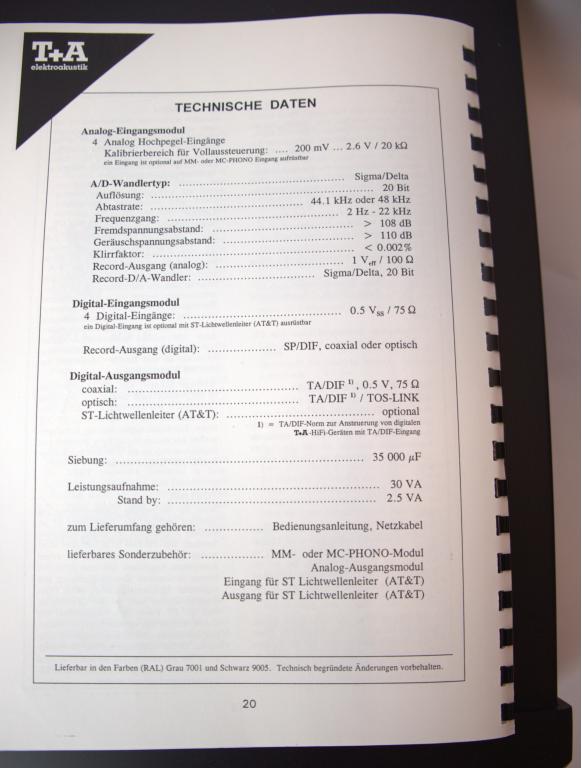 T+A
elektroakustik
TECHNISCHE DATEN
Analog-Eingangsmodul
4 Analog Hochpegel-Eingänge
Kalibrierbereich für Vollaussteuerung: .... 200 mV ... 2.6 V / 20 kΩ
ein Eingang ist optional auf MM- oder MC-PHONO Eingang aufrüstbar
A/D-Wandlertyp: ........ Sigma/Delta
Auflösung: ........ 20 Bit
Abtastrate: ........ 44.1 kHz oder 48 kHz
Frequenzgang: ........ 2 Hz - 22 kHz
Fremdspannungsabstand: ........ > 108 dB
Geräuschspannungsabstand: ........ > 110 dB
Klirrfaktor: ........ < 0.002%
Record-Ausgang (analog): ........ 1 Veff / 100 Ω
Record-D/A-Wandler: ........ Sigma/Delta, 20 Bit
Digital-Eingangsmodul
4 Digital-Eingänge: ........ 0.5 Vss / 75 Ω
ein Digital-Eingang ist optional mit ST-Lichtwellenleiter (AT&T) ausrüstbar
Record-Ausgang (digital): ........ SP/DIF, coaxial oder optisch
Digital-Ausgangsmodul
coaxial: ........ TA/DIF 1) , 0.5 V, 75 Ω
optisch: ........ TA/DIF 1) / TOS-LINK
ST-Lichtwellenleiter (AT&T): ........ optional
1) = TA/DIF-Norm zur Ansteuerung von digitalen
T+A-HiFi-Geräten mit TA/DIF-Eingang
Siebung: ........ 35 000 µF
Leistungsaufnahme: ........ 30 VA
Stand by: ........ 2.5 VA
zum Lieferumfang gehören: ........ Bedienungsanleitung, Netzkabel
lieferbares Sonderzubehör: ........ MM- oder MC-PHONO-Modul
Analog-Ausgangsmodul
Eingang für ST Lichtwellenleiter (AT&T)
Ausgang für ST Lichtwellenleiter (AT&T)
Lieferbar in den Farben (RAL) Grau 7001 und Schwarz 9005. Technisch begründete Änderungen vorbehalten.
20